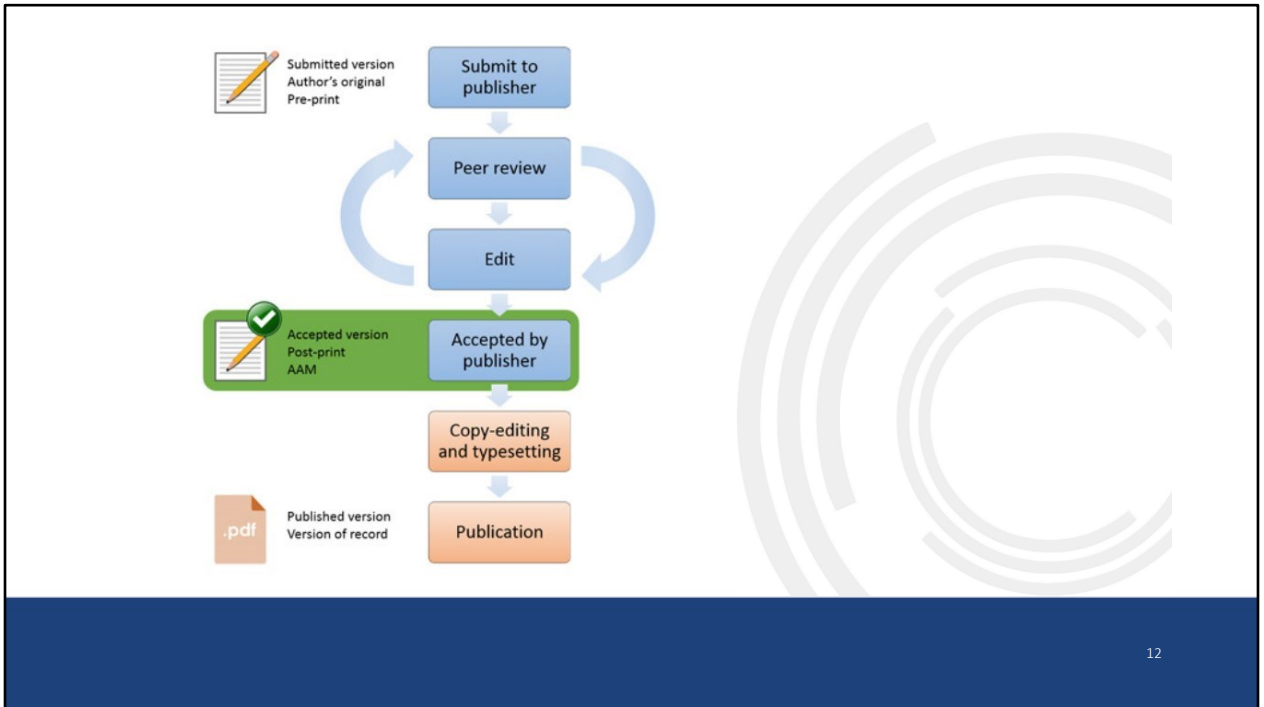 Submitted version
Author's original
Pre-print
Submit to
publisher
Peer review
Edit
Accepted version
Post-print
AAM
Accepted by
publisher
Copy-editing
and typesetting
.pdf
Published version
Version of record
Publication
12